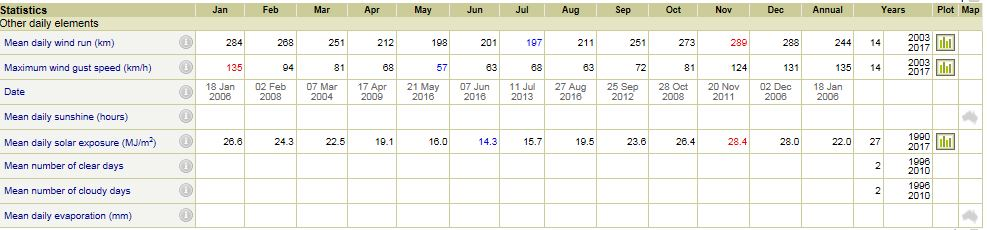 Statistics Jan Feb Mar Apr May Jun Jul Aug Sep Oct Nov Dec Annual Years Plot Map
Other daily elements
Mean daily wind run (km) 284 268 251 212 198 201 197 211 251 273 289 288 244 14 2003 2017
Maximum wind gust speed (km/h) 135 94 81 68 57 63 68 63 72 81 124 131 135 14 2003 2017
Date 18 Jan 2006 02 Feb 2008 07 Mar 2004 17 Apr 2009 21 May 2016 07 Jun 2016 11 Jul 2013 27 Aug 2016 25 Sep 2012 28 Oct 2008 20 Nov 2011 02 Dec 2006 18 Jan 2006
Mean daily sunshine (hours)
Mean daily solar exposure (MJ/m²) 26.6 24.3 22.5 19.1 16.0 14.3 15.7 19.5 23.6 26.4 28.4 28.0 22.0 27 1990 2017
Mean number of clear days 2 1996 2010
Mean number of cloudy days 2 1996 2010
Mean daily evaporation (mm)